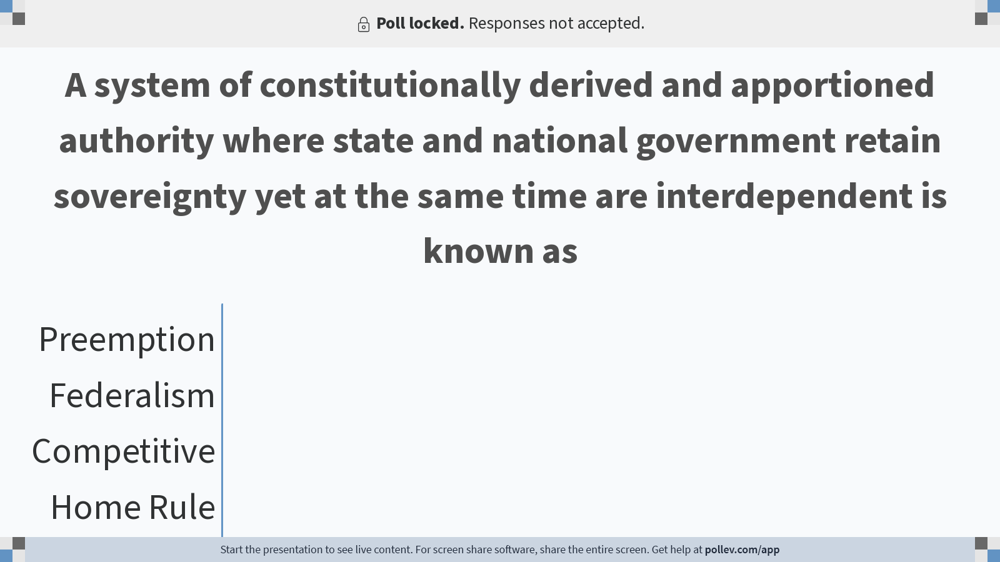 Poll locked. Responses not accepted.
A system of constitutionally derived and apportioned
authority where state and national government retain
sovereignty yet at the same time are interdependent is
known as
Preemption
Federalism
Competitive
Home Rule
Start the presentation to see live content. For screen share software, share the entire screen. Get help at pollev.com/app